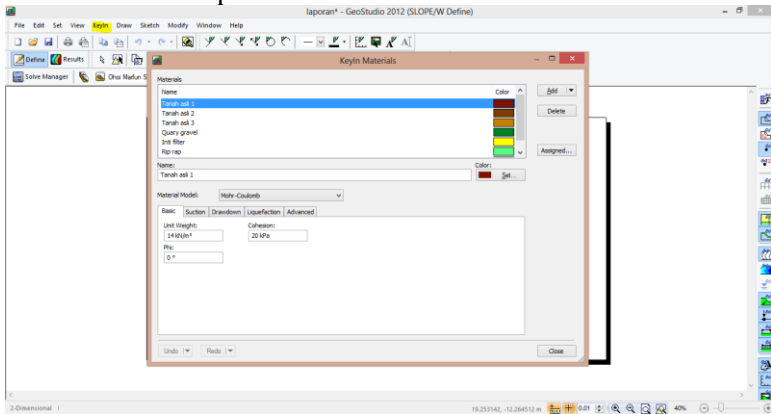 laporan* - GeoStudio 2012 (SLOPE/W Define)
File Edit Set View KeyIn Draw Sketch Modify Window Help
Define Results
Solve Manager
KeyIn Materials
Materials
Name Color
Tanah asli 1
Tanah asli 2
Tanah asli 3
Quary gravel
Inti filter
Rip rap
Add
Delete
Assigned...
Name: Color:
Tanah asli 1 Set...
Material Model: Mohr-Coulomb
Basic Suction Drawdown Liquefaction Advanced
Unit Weight: Cohesion:
14 kN/m³ 20 kPa
Phi:
0 °
Undo Redo Close
2-Dimensional 18.253142, -12.264512 m 0.01 40%